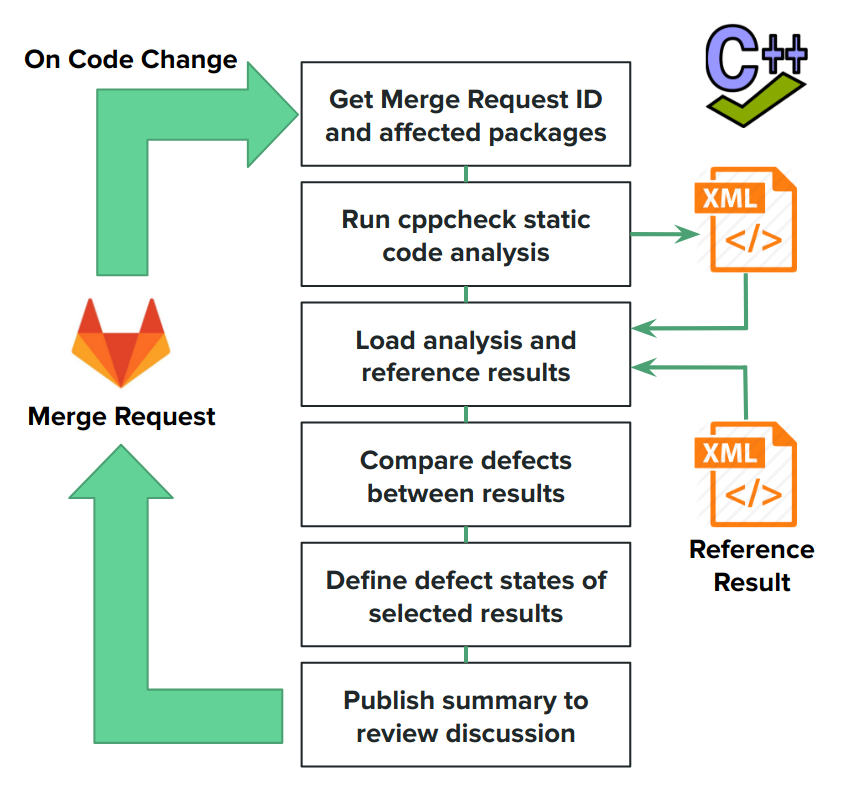 On Code Change
C++
Get Merge Request ID
and affected packages
Run cppcheck static
code analysis
XML
</>
Load analysis and
reference results
Merge Request
Compare defects
between results
XML
</>
Reference
Result
Define defect states of
selected results
Publish summary to
review discussion